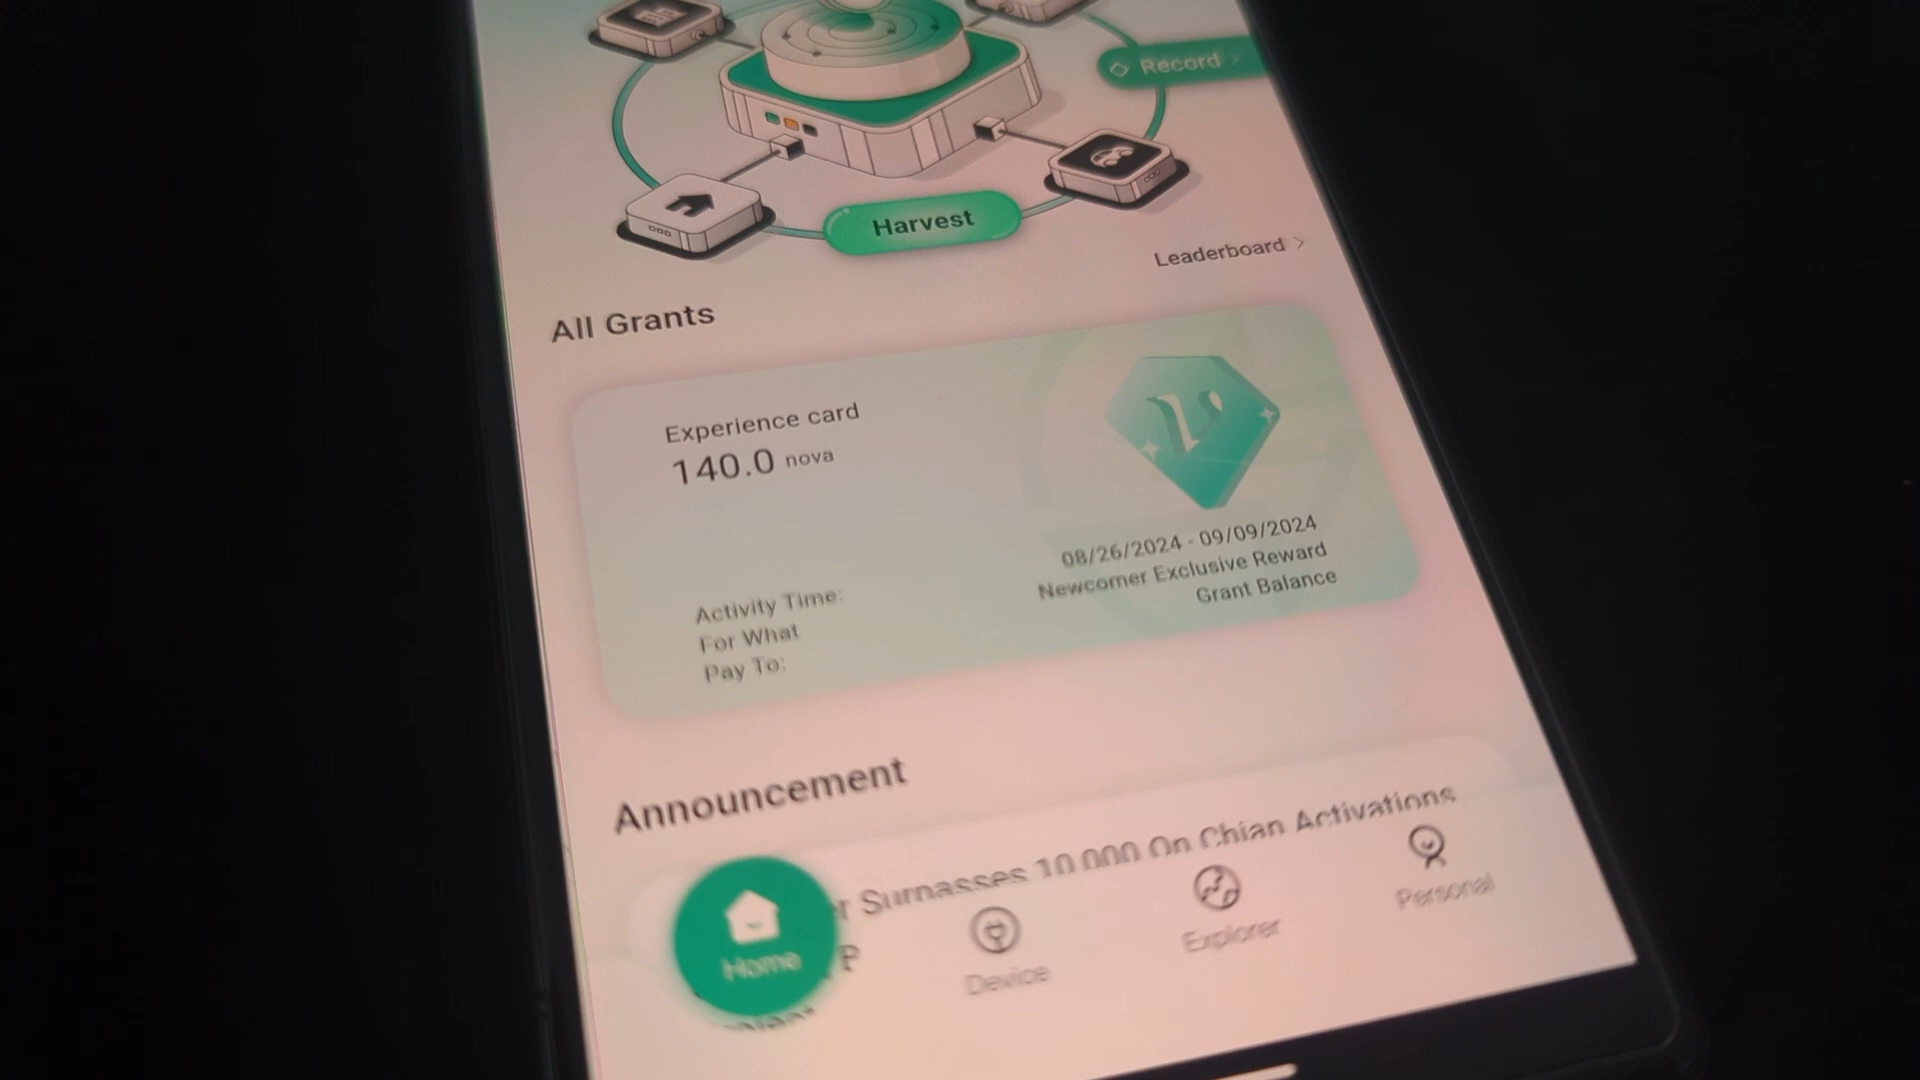 Record
Harvest
Leaderboard
All Grants
Experience card
140.0 nova
08/26/2024 - 09/09/2024
Newcomer Exclusive Reward
Grant Balance
Activity Time:
For What
Pay To:
Announcement
r Surpasses 10,000 On Chian Activations
P
Home
Device
Explorer
Personal